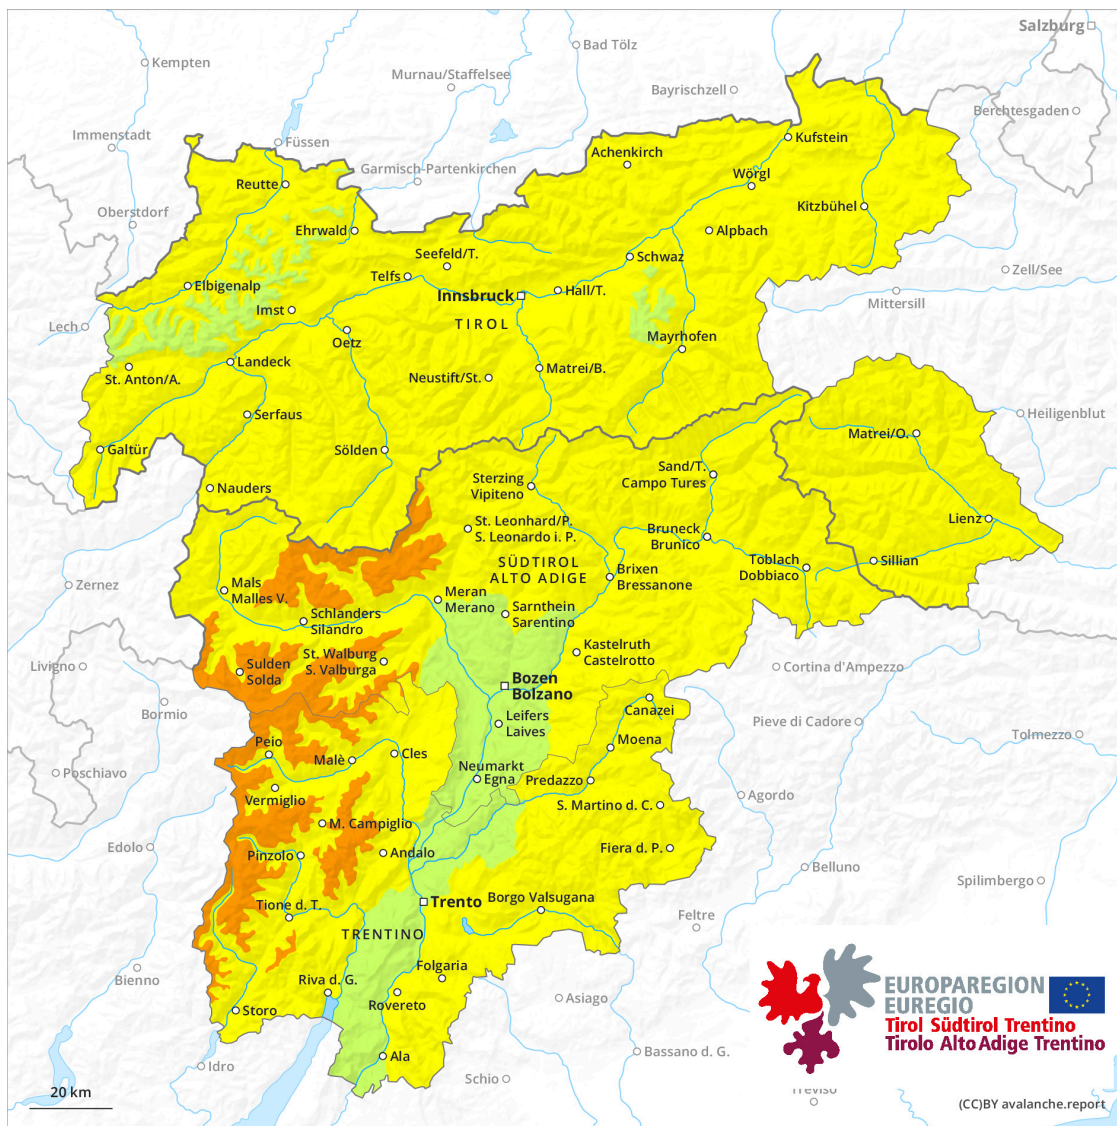 Salzburg
Kempten
Bad Tölz
Murnau/Staffelsee
Bayrischzell
Berchtesgaden
Immenstadt
Füssen
Kufstein
Achenkirch
Garmisch-Partenkirchen
Wörgl
Reutte
Oberstdorf
Kitzbühel
Ehrwald
Alpbach
Seefeld/T.
Schwaz
Telfs
Zell/See
Elbigenalp
Hall/T.
Innsbruck
Mittersill
Imst
TIROL
Lech
Oetz
Mayrhofen
Landeck
Matrei/B.
St. Anton/A.
Neustift/St.
Serfaus
Heiligenblut
Matrei/O.
Galtür
Sölden
Sand/T.
Campo Tures
Sterzing
Vipiteno
Nauders
Lienz
St. Leonhard/P.
S. Leonardo i. P.
Bruneck
Brunico
SÜDTIROL
ALTO ADIGE
Toblach
Dobbiaco
Sillian
Brixen
Bressanone
Zernez
Mals
Malles V.
Meran
Merano
Sarnthein
Sarentino
Schlanders
Silandro
Kastelruth
Castelrotto
St. Walburg
S. Valburga
Livigno
Sulden
Solda
Cortina d'Ampezzo
Bozen
Bolzano
Bormio
Canazei
Leifers
Laives
Pieve di Cadore
Tolmezzo
Peio
Moena
Cles
Malè
Poschiavo
Neumarkt
Egna
Predazzo
Vermiglio
Agordo
S. Martino d. C.
M. Campiglio
Edolo
Pinzolo
Andalo
Fiera d. P.
Belluno
Spilimbergo
Tione d. T.
Trento
Borgo Valsugana
Feltre
TRENTINO
Bienno
Folgaria
Riva d. G.
Rovereto
Asiago
Storo
EUROPAREGION
EUREGIO
Tirol Südtirol Trentino
Tirolo Alto Adige Trentino
Ala
Bassano d. G.
Idro
Schio
Treviso
20 km
(CC)BY avalanche.report